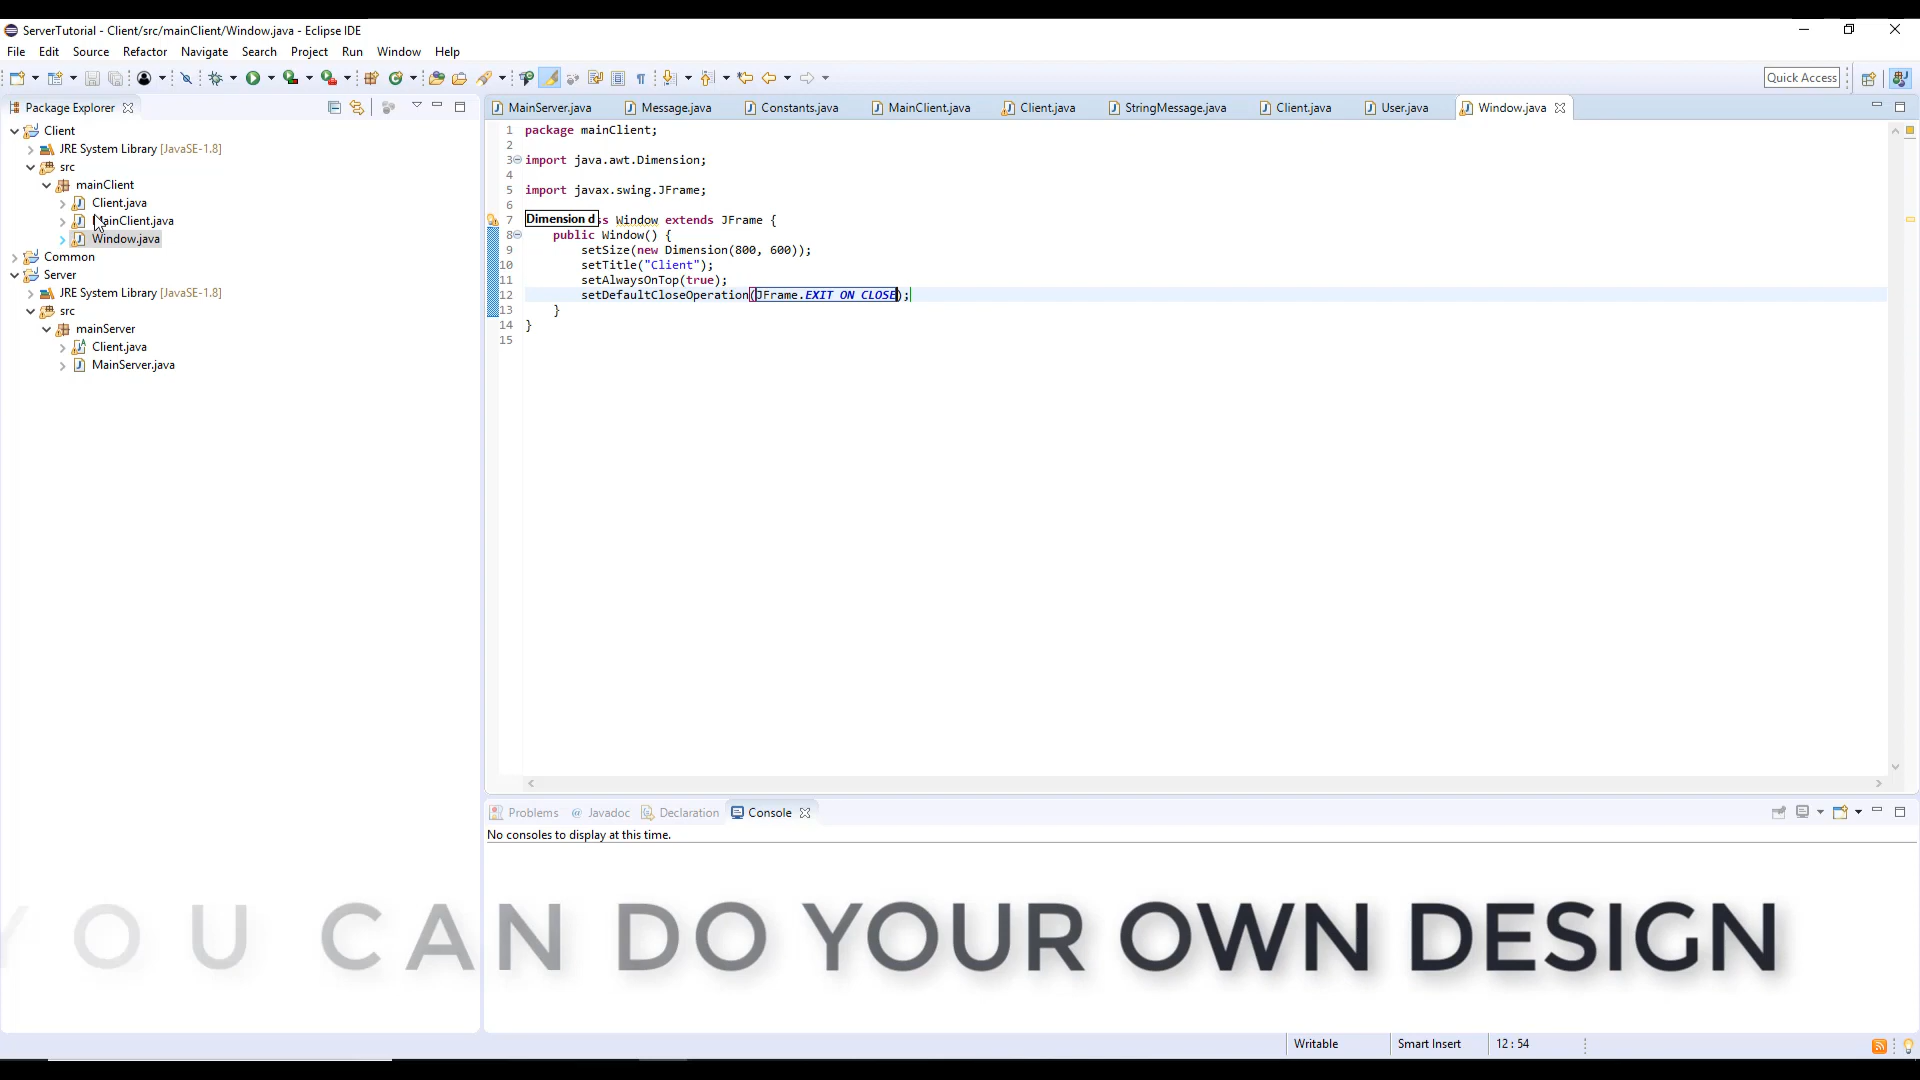 ServerTutorial - Client/src/mainClient/Window.java - Eclipse IDE
File Edit Source Refactor Navigate Search Project Run Window Help
Quick Access
Package Explorer
MainServer.java Message.java Constants.java MainClient.java Client.java StringMessage.java Client.java User.java Window.java
Client
JRE System Library [JavaSE-1.8]
src
mainClient
Client.java
MainClient.java
Window.java
Common
Server
JRE System Library [JavaSE-1.8]
src
mainServer
Client.java
MainServer.java
1 package mainClient;
2
3 import java.awt.Dimension;
4
5 import javax.swing.JFrame;
6
7 Dimension d ss Window extends JFrame {
8 public Window() {
9 setSize(new Dimension(800, 600));
10 setTitle("Client");
11 setAlwaysOnTop(true);
12 setDefaultCloseOperation(JFrame.EXIT_ON_CLOSE);
13 }
14 }
15
Problems @ Javadoc Declaration Console
No consoles to display at this time.
YOU CAN DO YOUR OWN DESIGN
Writable Smart Insert 12 : 54